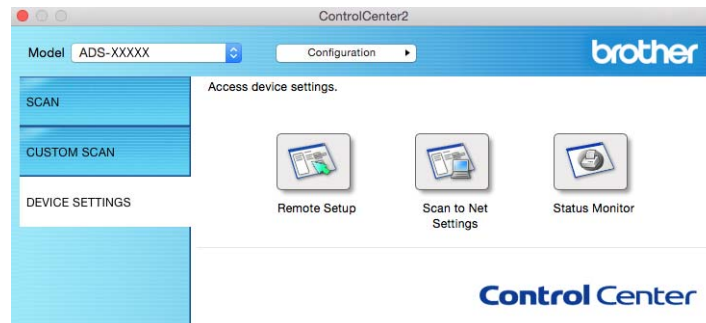 ControlCenter2
Model ADS-XXXXX Configuration
brother
SCAN
CUSTOM SCAN
DEVICE SETTINGS
Access device settings.
Remote Setup
Scan to Net
Settings
Status Monitor
Control Center